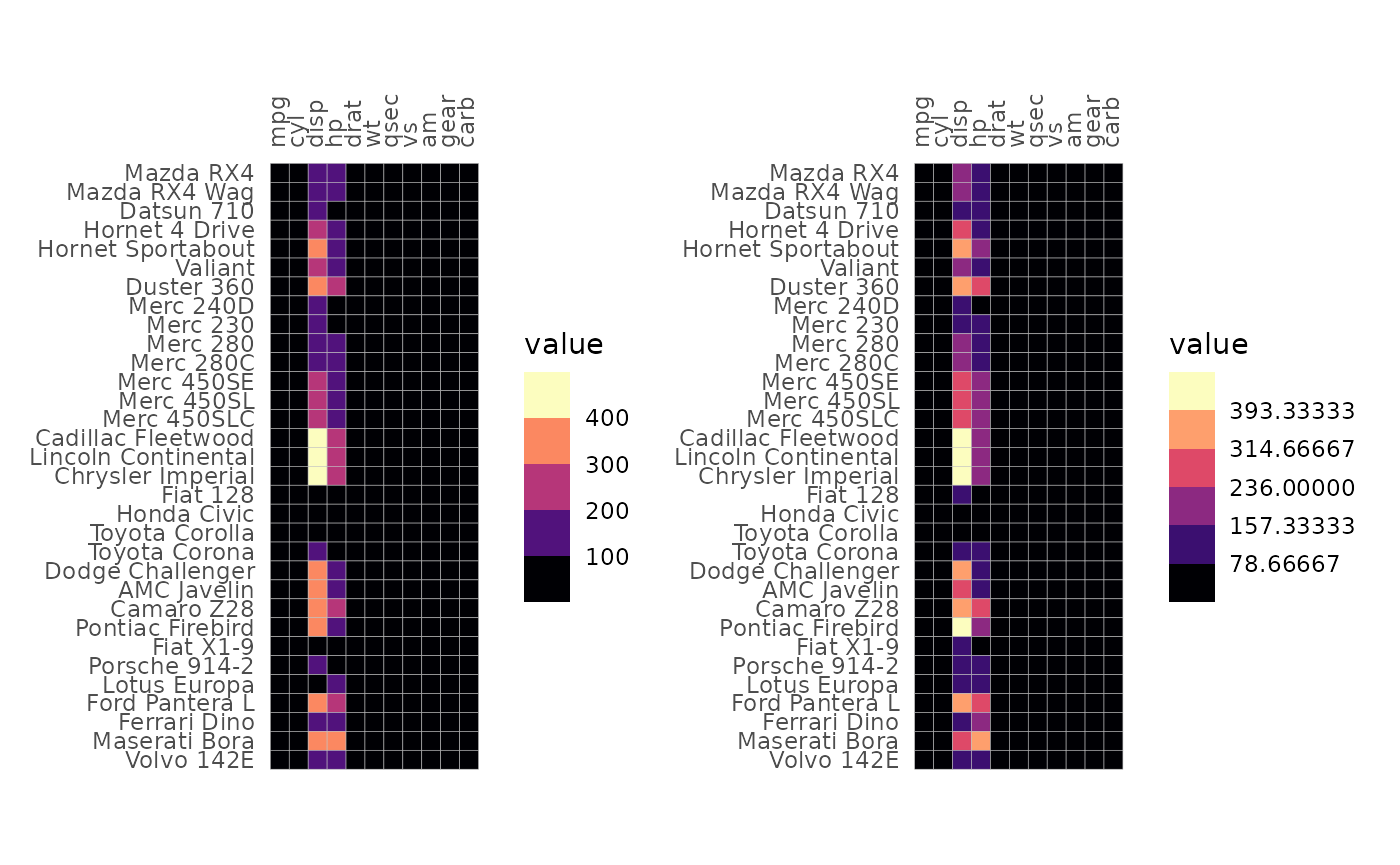 mpg
cyl
disp
hp
drat
wt
qsec
vs
am
gear
carb
Mazda RX4
Mazda RX4 Wag
Datsun 710
Hornet 4 Drive
Hornet Sportabout
Valiant
Duster 360
Merc 240D
Merc 230
Merc 280
Merc 280C
Merc 450SE
Merc 450SL
Merc 450SLC
Cadillac Fleetwood
Lincoln Continental
Chrysler Imperial
Fiat 128
Honda Civic
Toyota Corolla
Toyota Corona
Dodge Challenger
AMC Javelin
Camaro Z28
Pontiac Firebird
Fiat X1-9
Porsche 914-2
Lotus Europa
Ford Pantera L
Ferrari Dino
Maserati Bora
Volvo 142E
value
400
300
200
100
mpg
cyl
disp
hp
drat
wt
qsec
vs
am
gear
carb
Mazda RX4
Mazda RX4 Wag
Datsun 710
Hornet 4 Drive
Hornet Sportabout
Valiant
Duster 360
Merc 240D
Merc 230
Merc 280
Merc 280C
Merc 450SE
Merc 450SL
Merc 450SLC
Cadillac Fleetwood
Lincoln Continental
Chrysler Imperial
Fiat 128
Honda Civic
Toyota Corolla
Toyota Corona
Dodge Challenger
AMC Javelin
Camaro Z28
Pontiac Firebird
Fiat X1-9
Porsche 914-2
Lotus Europa
Ford Pantera L
Ferrari Dino
Maserati Bora
Volvo 142E
value
393.33333
314.66667
236.00000
157.33333
78.66667